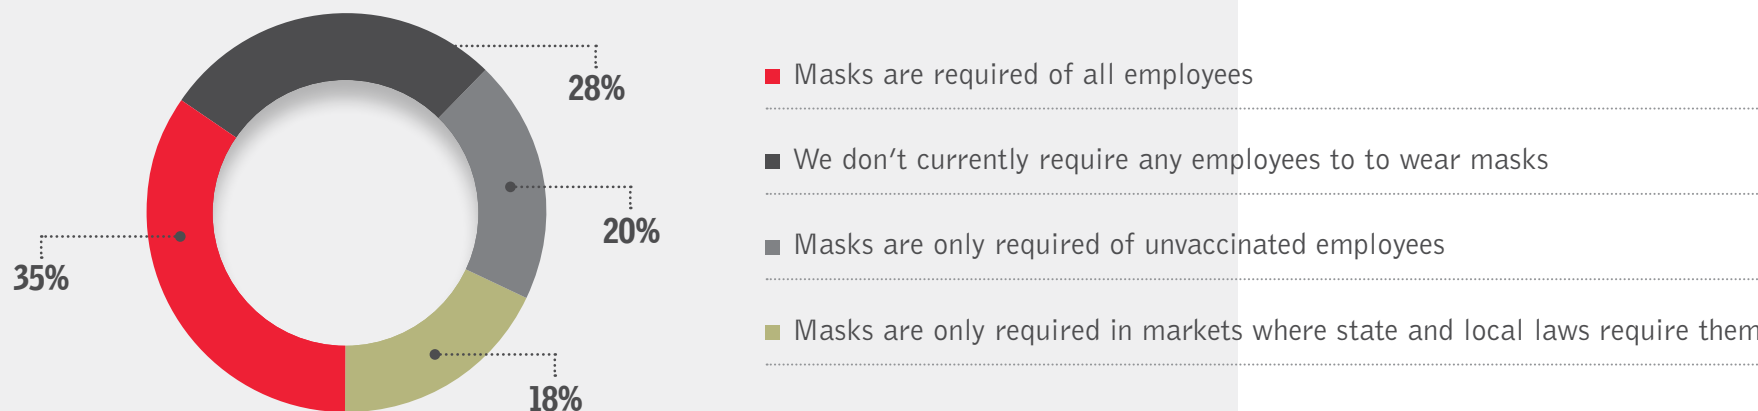 28%
20%
35%
18%
Masks are required of all employees
We don't currently require any employees to to wear masks
Masks are only required of unvaccinated employees
Masks are only required in markets where state and local laws require them